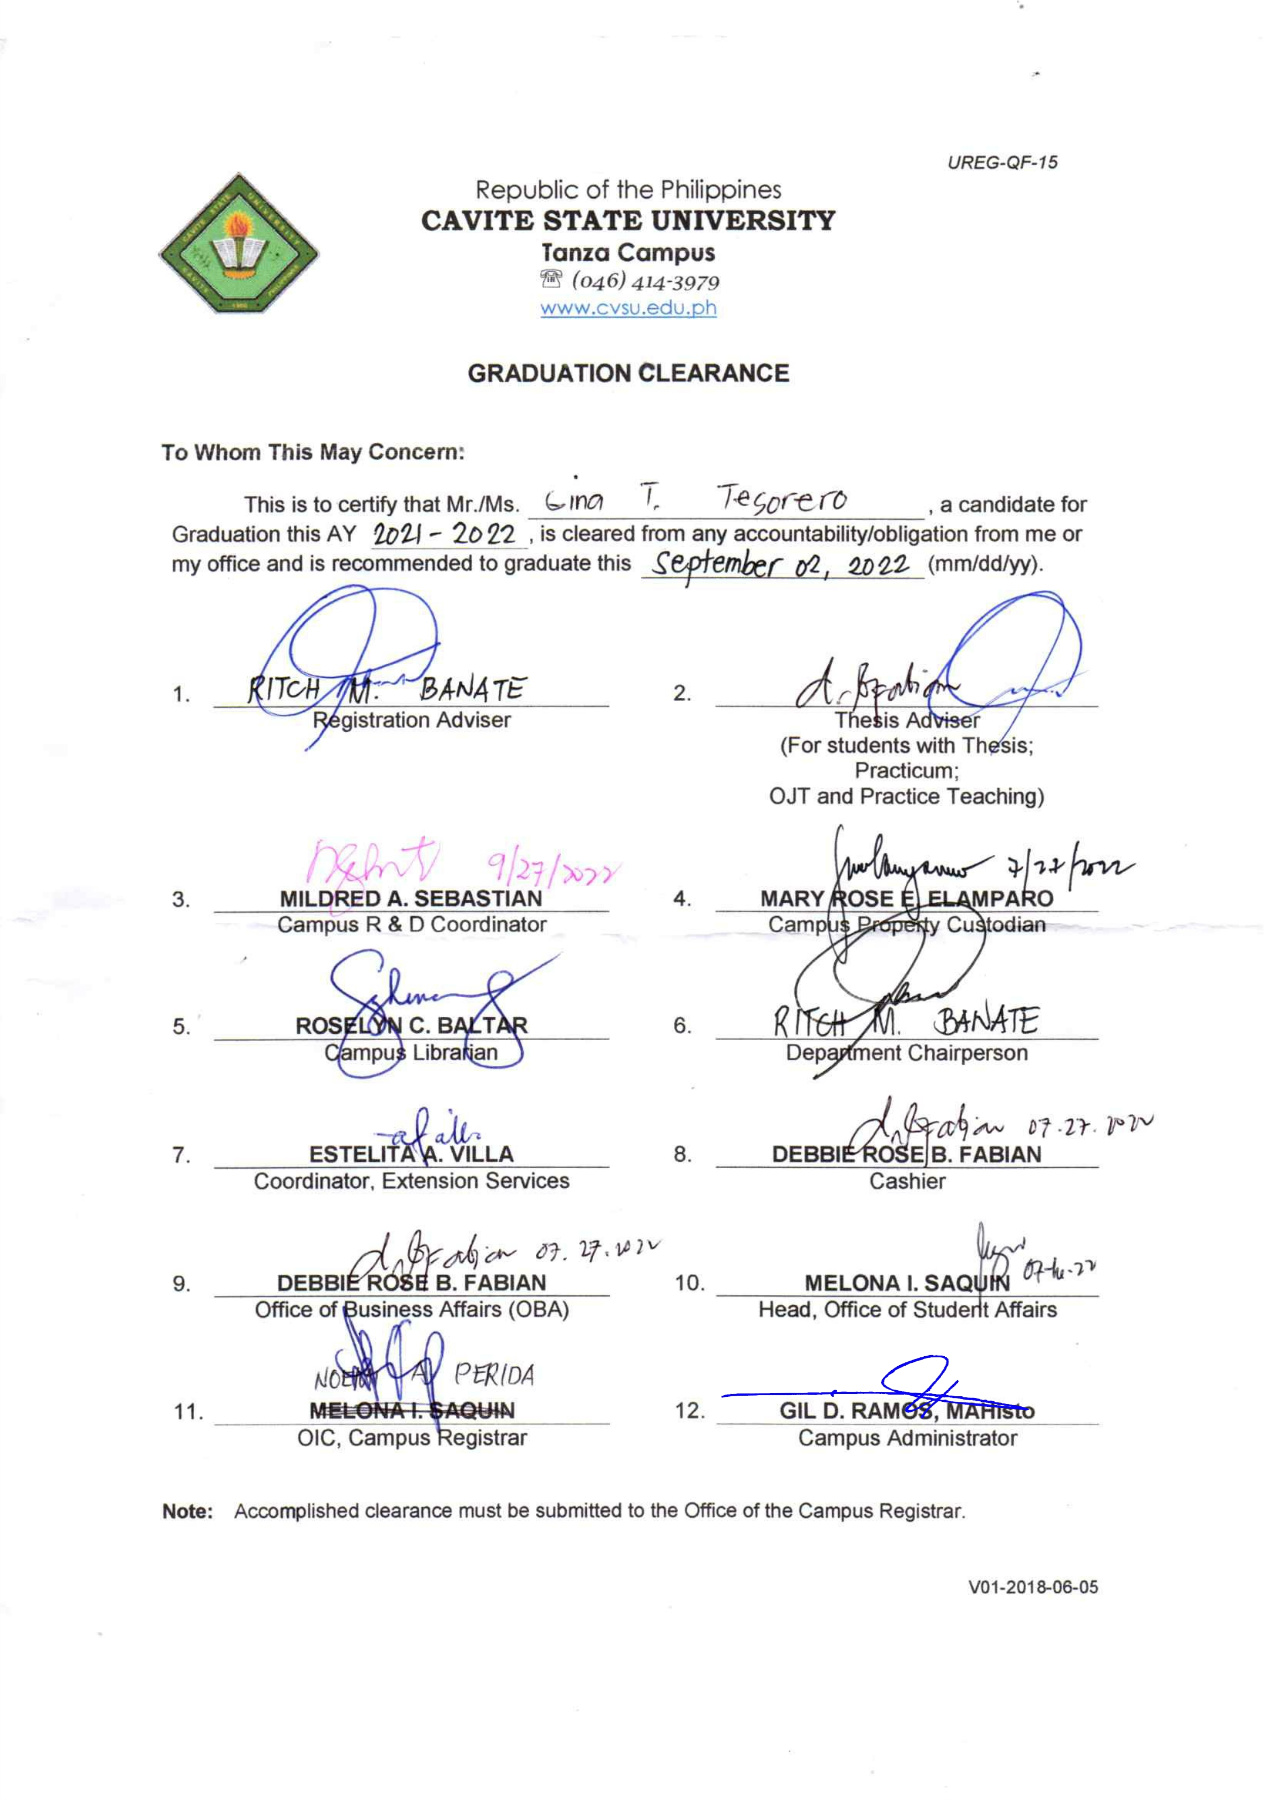 UREG-QF-15
Republic of the Philippines
CAVITE STATE UNIVERSITY
Tanza Campus
☏ (046) 414-3979
www.cvsu.edu.ph
GRADUATION CLEARANCE
To Whom This May Concern:
This is to certify that Mr./Ms. Gina T. Tesorero, a candidate for
Graduation this AY 2021-2022, is cleared from any accountability/obligation from me or
my office and is recommended to graduate this September 02, 2022 (mm/dd/yy).
1. RITCH M. BANATE
Registration Adviser
2.
Thesis Adviser
(For students with Thesis;
Practicum;
OJT and Practice Teaching)
9/27/2022
3. MILDRED A. SEBASTIAN
Campus R & D Coordinator
7/27/2022
4. MARY ROSE E. ELAMPARO
Campus Property Custodian
5. ROSELYN C. BALTAR
Campus Librarian
6. RITCH M. BANATE
Department Chairperson
7. ESTELITA A. VILLA
Coordinator, Extension Services
07.27.2022
8. DEBBIE ROSE B. FABIAN
Cashier
07.27.2022
9. DEBBIE ROSE B. FABIAN
Office of Business Affairs (OBA)
10. MELONA I. SAQUIN
Head, Office of Student Affairs
PERIDA
11. MELONA I. SAQUIN
OIC, Campus Registrar
12. GIL D. RAMOS, MAHisto
Campus Administrator
Note: Accomplished clearance must be submitted to the Office of the Campus Registrar.
V01-2018-06-05